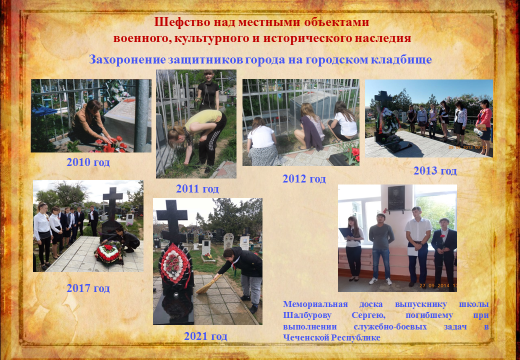 Шефство над местными объектами
военного, культурного и исторического наследия
Захоронение защитников города на городском кладбище
2010 год
2011 год
2012 год
2013 год
2017 год
2021 год
Мемориальная доска выпускнику школы
Шалбурову Сергею, погибшему при
выполнении служебно-боевых задач в
Чеченской Республике